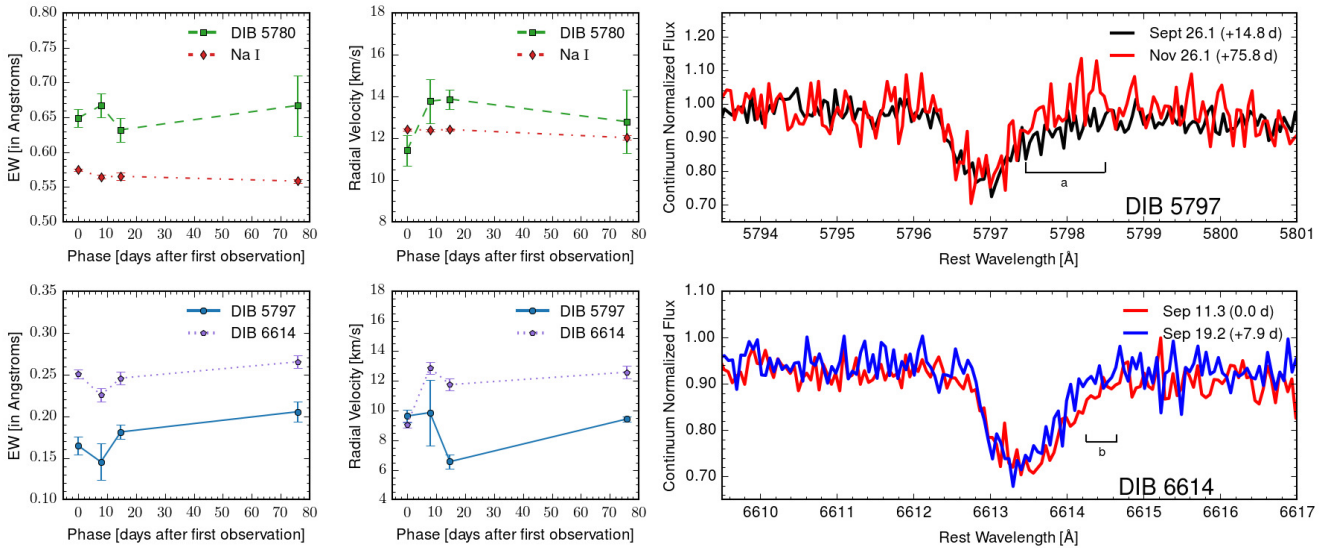 EW [in Angstroms]
0.80
0.75
0.70
0.65
0.60
0.55
0.50
DIB 5780
Na I
0 10 20 30 40 50 60 70 80
Phase [days after first observation]
Radial Velocity [km/s]
18
16
14
12
10
8
DIB 5780
Na I
0 10 20 30 40 50 60 70 80
Phase [days after first observation]
Continuum Normalized Flux
1.20
1.10
1.00
0.90
0.80
0.70
Sept 26.1 (+14.8 d)
Nov 26.1 (+75.8 d)
a
DIB 5797
5794 5795 5796 5797 5798 5799 5800 5801
Rest Wavelength [Å]
EW [in Angstroms]
0.35
0.30
0.25
0.20
0.15
0.10
DIB 5797
DIB 6614
0 10 20 30 40 50 60 70 80
Phase [days after first observation]
Radial Velocity [km/s]
18
16
14
12
10
8
6
4
DIB 5797
DIB 6614
0 10 20 30 40 50 60 70 80
Phase [days after first observation]
Continuum Normalized Flux
1.10
1.00
0.90
0.80
0.70
Sep 11.3 (0.0 d)
Sep 19.2 (+7.9 d)
b
DIB 6614
6610 6611 6612 6613 6614 6615 6616 6617
Rest Wavelength [Å]